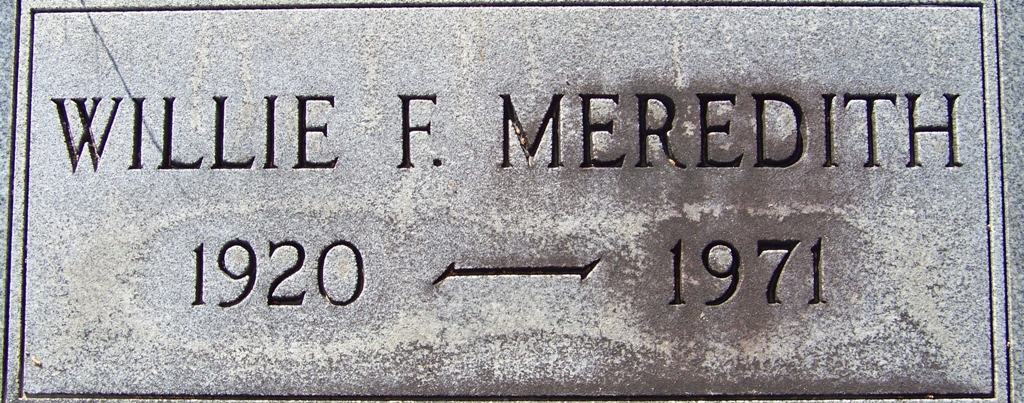 WILLIE F. MEREDITH
1920 — 1971